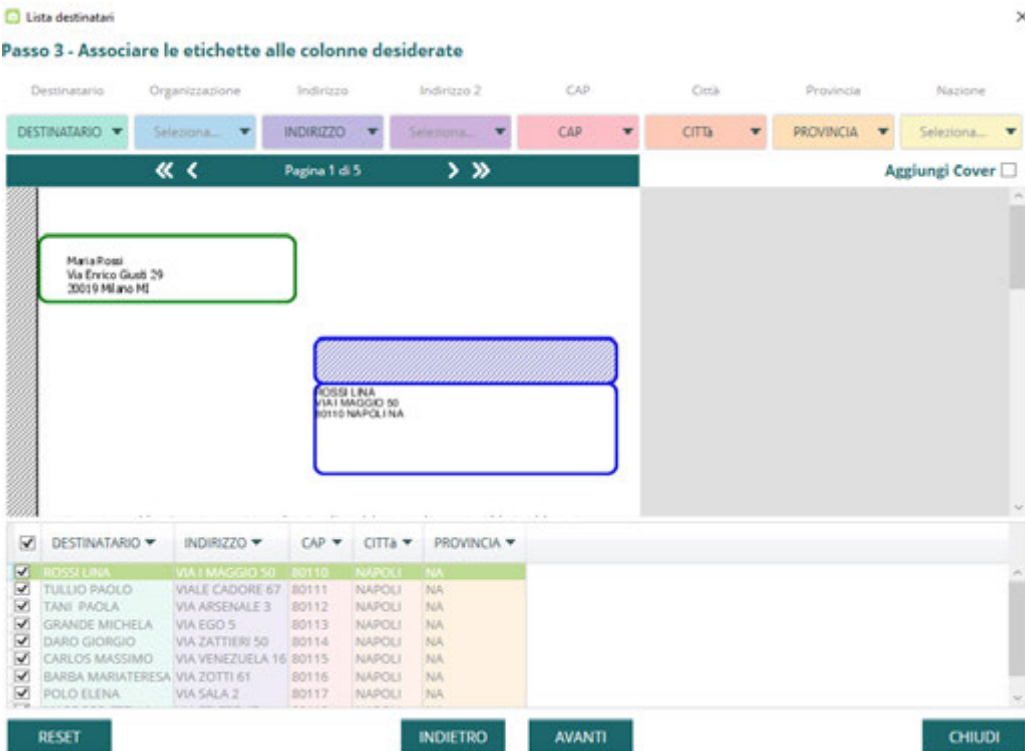 Lista destinatari
Passo 3 - Associare le etichette alle colonne desiderate
Destinatario Organizzazione Indirizzo Indirizzo 2 CAP Città Provincia Nazione
DESTINATARIO Seleziona... INDIRIZZO Seleziona... CAP CITTà PROVINCIA Seleziona...
Pagina 1 di 5
Aggiungi Cover
Maria Rossi
Via Enrico Giusti 29
20019 Milano MI
ROSSI LINA
VIA I MAGGIO 50
80110 NAPOLI NA
DESTINATARIO INDIRIZZO CAP CITTà PROVINCIA
ROSSI LINA VIA I MAGGIO 50 80110 NAPOLI NA
TULLIO PAOLO VIALE CADORE 67 80111 NAPOLI NA
TANI PAOLA VIA ARSENALE 3 80112 NAPOLI NA
GRANDE MICHELA VIA EGO 5 80113 NAPOLI NA
DARO GIORGIO VIA ZATTIERI 50 80114 NAPOLI NA
CARLOS MASSIMO VIA VENEZUELA 16 80115 NAPOLI NA
BARBA MARIATERESA VIA ZOTTI 61 80116 NAPOLI NA
POLO ELENA VIA SALA 2 80117 NAPOLI NA
RESET INDIETRO AVANTI CHIUDI